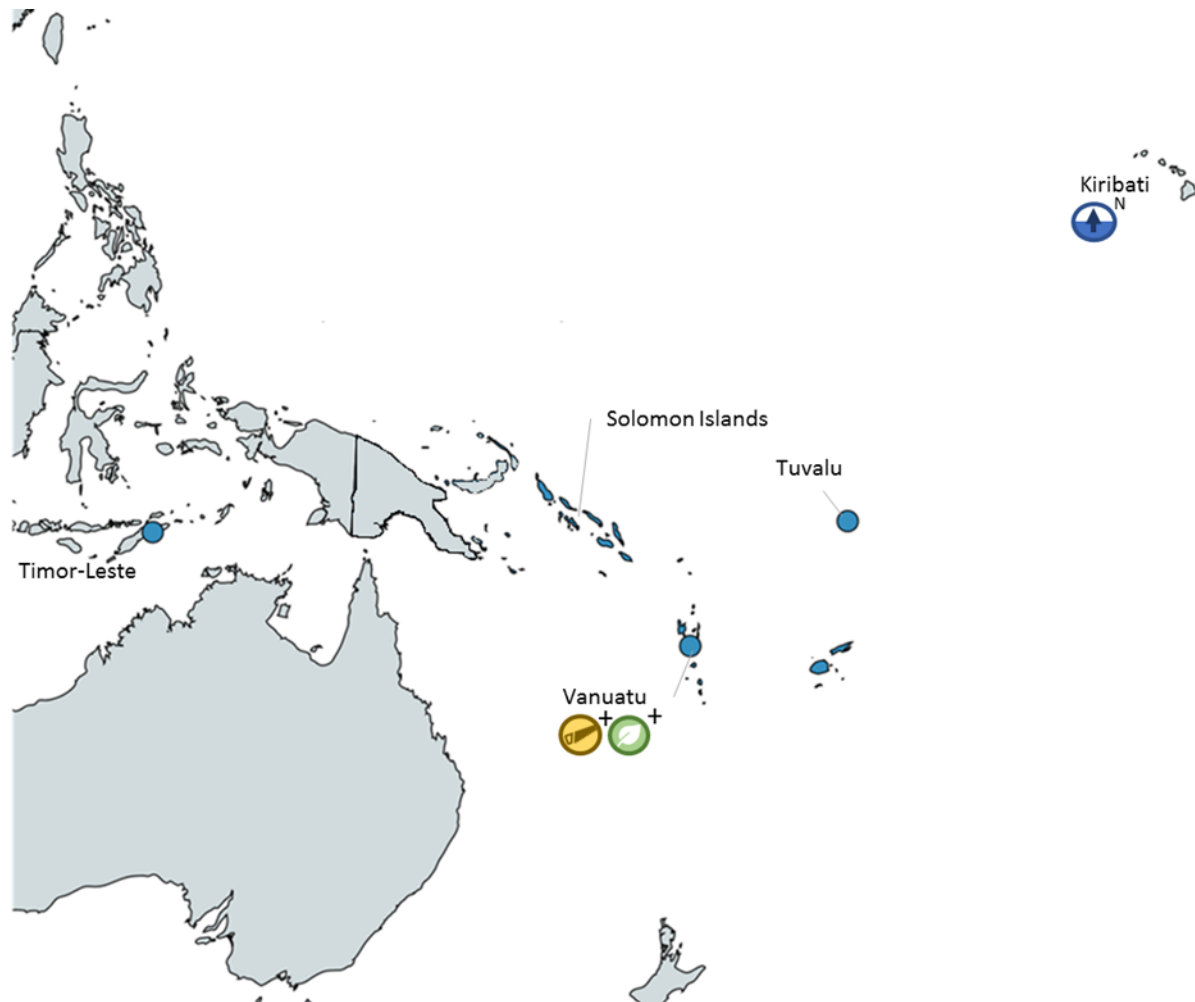 Kiribati
N
Solomon Islands
Tuvalu
Timor-Leste
Vanuatu
+ +